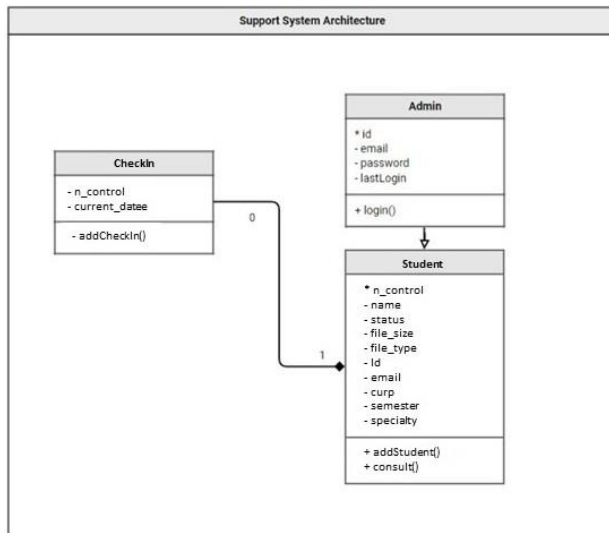 Support System Architecture
Admin
* id
- email
- password
- lastLogin
+ login()
CheckIn
- n_control
- current_datee
- addCheckIn()
0
1
Student
* n_control
- name
- status
- file_size
- file_type
- Id
- email
- curp
- semester
- specialty
+ addStudent()
+ consult()